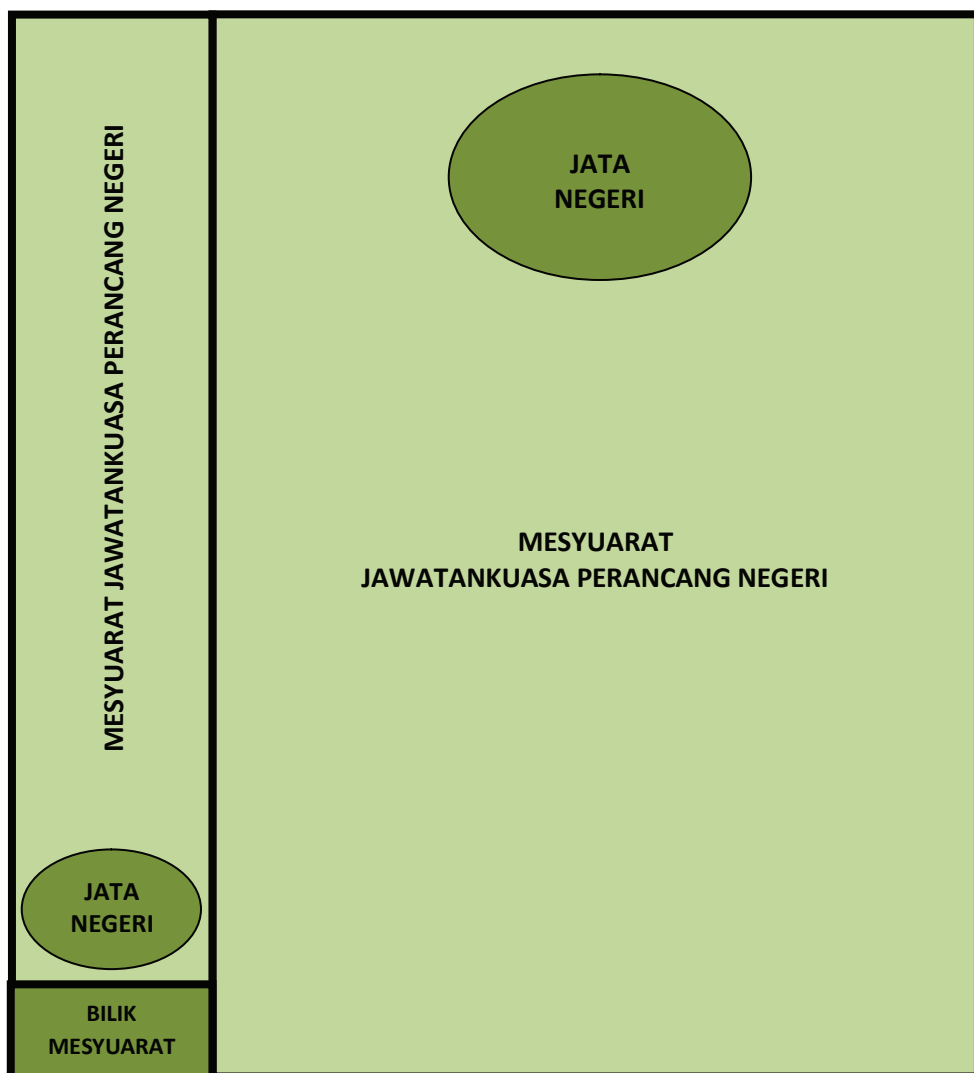 MESYUARAT JAWATANKUASA PERANCANG NEGERI
JATA
NEGERI
BILIK
MESYUARAT
JATA
NEGERI
MESYUARAT
JAWATANKUASA PERANCANG NEGERI